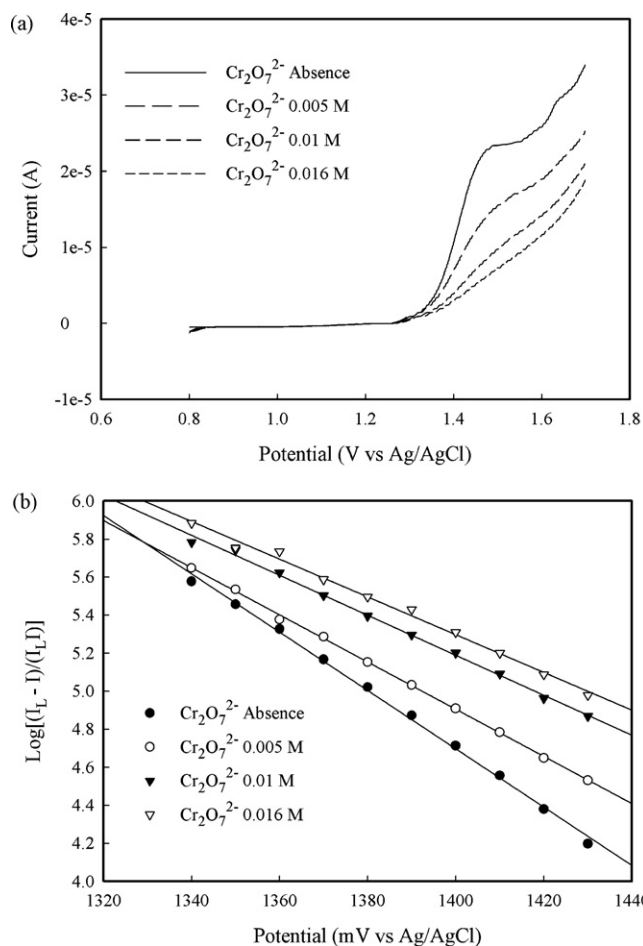 (a)
4e-5
3e-5
2e-5
1e-5
0
-1e-5
Current (A)
Cr₂O₇²⁻ Absence
Cr₂O₇²⁻ 0.005 M
Cr₂O₇²⁻ 0.01 M
Cr₂O₇²⁻ 0.016 M
0.6 0.8 1.0 1.2 1.4 1.6 1.8
Potential (V vs Ag/AgCl)
(b)
6.0
5.8
5.6
5.4
5.2
5.0
4.8
4.6
4.4
4.2
4.0
Log[(I_L - I)/(I_L I)]
Cr₂O₇²⁻ Absence
Cr₂O₇²⁻ 0.005 M
Cr₂O₇²⁻ 0.01 M
Cr₂O₇²⁻ 0.016 M
1320 1340 1360 1380 1400 1420 1440
Potential (mV vs Ag/AgCl)